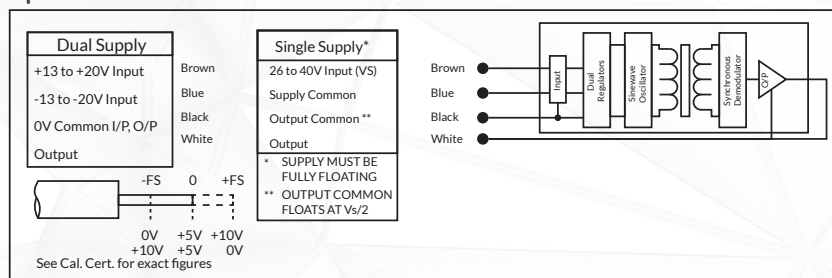 Dual Supply
+13 to +20V Input
-13 to -20V Input
0V Common I/P, O/P
Output
Brown
Blue
Black
White
Single Supply*
26 to 40V Input (VS)
Supply Common
Output Common **
Output
* SUPPLY MUST BE
FULLY FLOATING
** OUTPUT COMMON
FLOATS AT Vs/2
-FS 0 +FS
0V +5V +10V
+10V +5V 0V
See Cal. Cert. for exact figures
Brown
Blue
Black
White
Input
Dual
Regulators
Sinewave
Oscillator
Synchronous
Demodulator
O/P